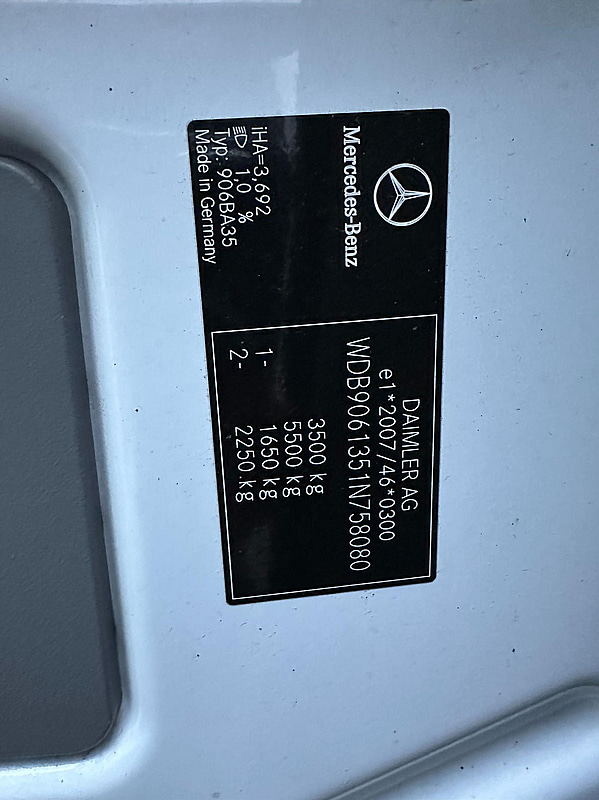 Mercedes-Benz
iHA=3,692
1,0 %
Typ: 906BA35
Made in Germany
DAIMLER AG
e1*2007/46*0300
WDB9061351N758080
3500 kg
5500 kg
1- 1650 kg
2- 2250 kg